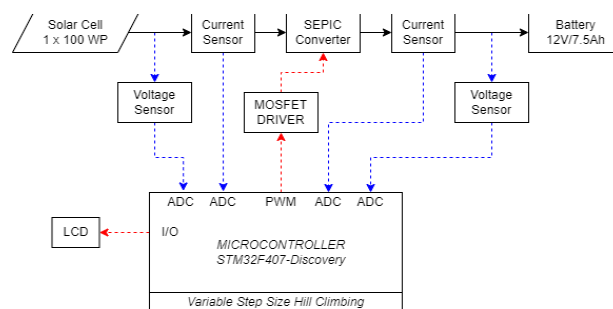 Solar Cell
1 x 100 WP
Current
Sensor
SEPIC
Converter
Current
Sensor
Battery
12V/7.5Ah
Voltage
Sensor
MOSFET
DRIVER
Voltage
Sensor
ADC
ADC
PWM
ADC
ADC
LCD
I/O
MICROCONTROLLER
STM32F407-Discovery
Variable Step Size Hill Climbing